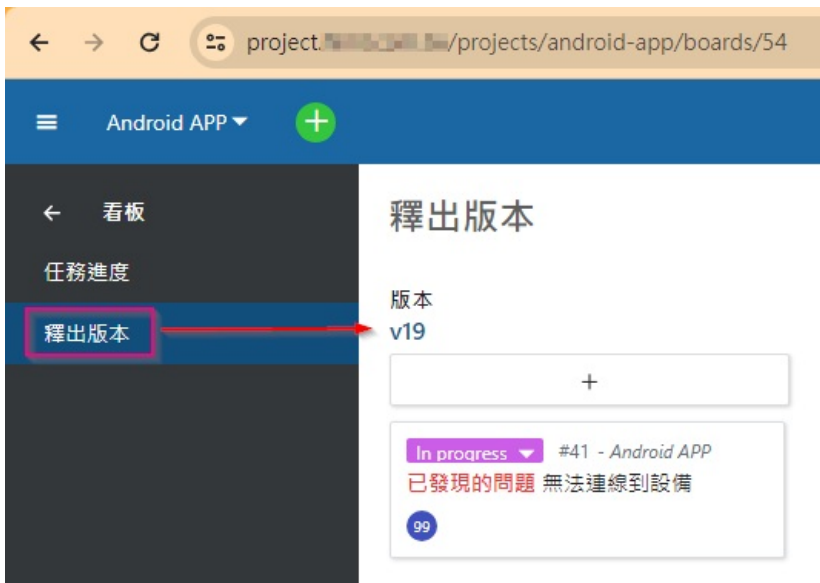 project. /projects/android-app/boards/54
Android APP
看板
任務進度
釋出版本
釋出版本
版本
v19
+
In progress #41 - Android APP
已發現的問題 無法連線到設備
99